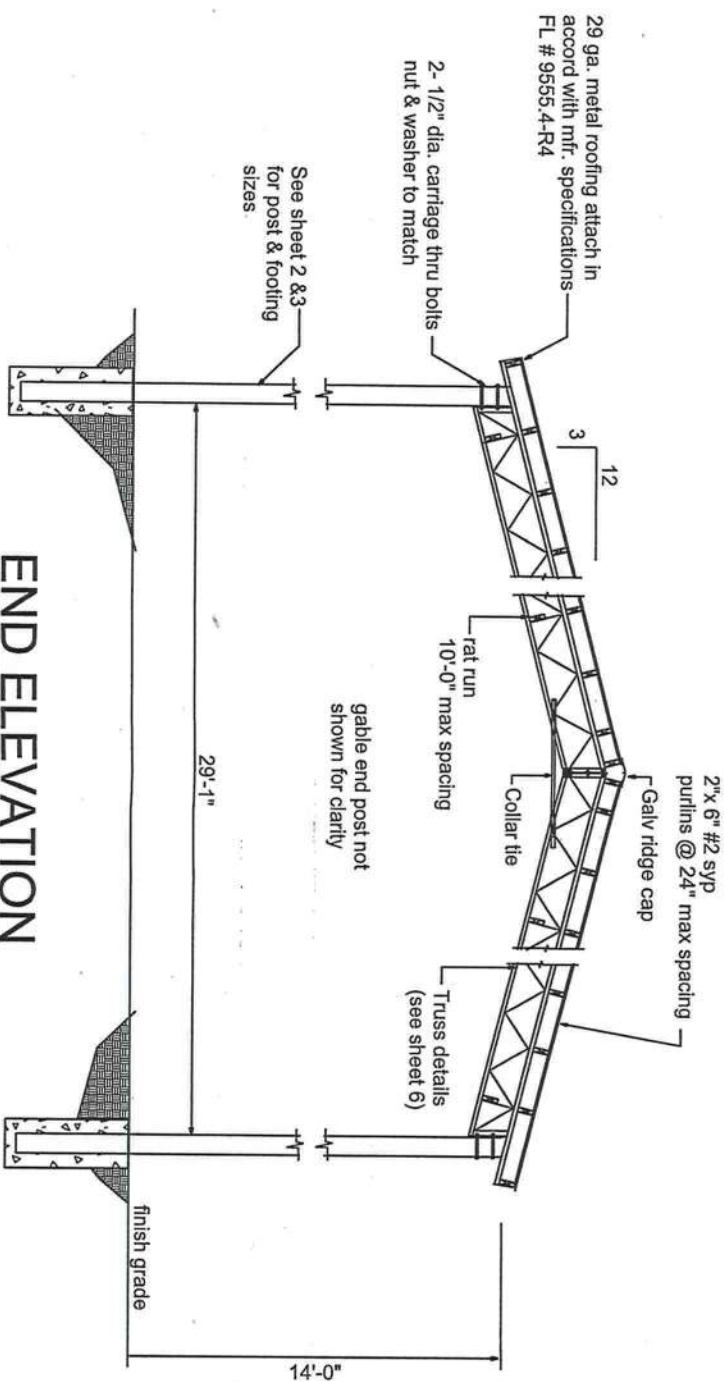 2"x 6" #2 syp
purlins @ 24" max spacing
Galv ridge cap
29 ga. metal roofing attach in
accord with mfr. specifications
FL # 9555.4-R4
12
3
2- 1/2" dia. carriage thru bolts
nut & washer to match
rat run
10'-0" max spacing
Collar tie
Truss details
(see sheet 6)
gable end post not
shown for clarity
See sheet 2 &3
for post & footing
sizes
29'-1"
14'-0"
finish grade
END ELEVATION